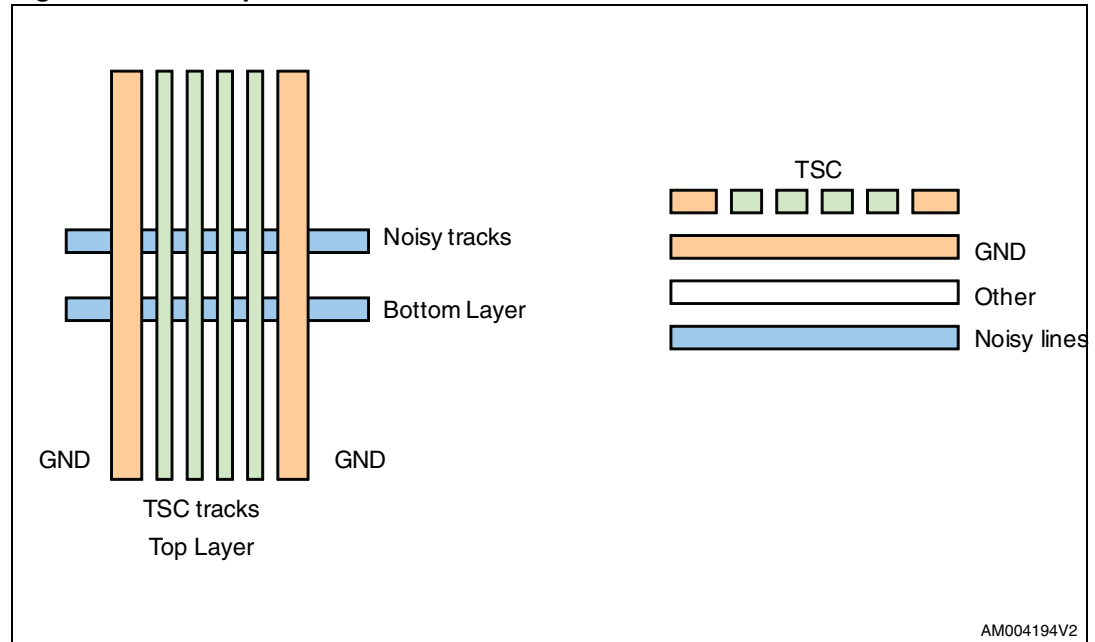 Noisy tracks
Bottom Layer
GND
GND
TSC tracks
Top Layer
TSC
GND
Other
Noisy lines
AM004194V2